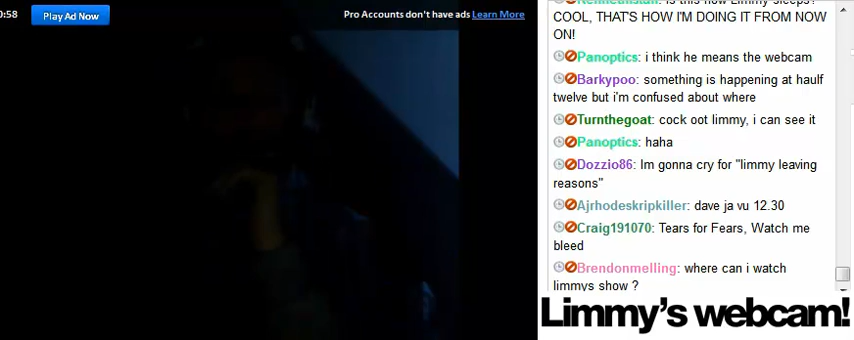 0:58 Play Ad Now Pro Accounts don't have ads Learn More
COOL, THAT'S HOW I'M DOING IT FROM NOW
ON!
Panoptics: i think he means the webcam
Barkypoo: something is happening at haulf
twelve but i'm confused about where
Turnthegoat: cock oot limmy, i can see it
Panoptics: haha
Dozzio86: Im gonna cry for "limmy leaving
reasons"
Ajrhodeskripkiller: dave ja vu 12.30
Craig191070: Tears for Fears, Watch me
bleed
Brendonmelling: where can i watch
limmys show ?
Limmy's webcam!